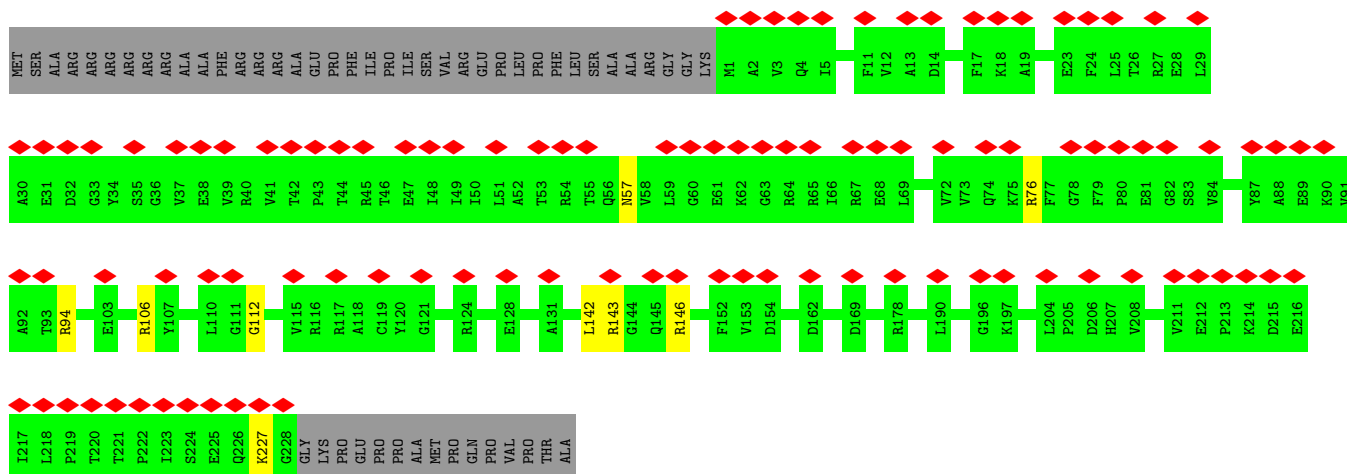 MET SER ALA ARG ARG ARG ARG ARG ARG ALA ALA PHE ARG ARG ARG ALA GLU PRO PHE ILE PRO ILE SER VAL ARG GLU PRO LEU PRO PHE LEU SER ALA ALA ARG GLY GLY LYS M1 A2 V3 Q4 I5 F11 V12 A13 D14 F17 K18 A19 E23 F24 L25 T26 R27 E28 L29
A30 E31 D32 G33 Y34 S35 G36 V37 E38 V39 R40 V41 T42 P43 T44 R45 T46 E47 I48 I49 I50 L51 A52 T53 R54 T55 Q56 N57 V58 L59 G60 E61 K62 G63 R64 R65 I66 R67 E68 L69 V72 V73 Q74 K75 R76 F77 G78 F79 P80 E81 G82 S83 V84 Y87 A88 E89 K90 V91
A92 T93 R94 E103 R106 Y107 L110 G111 G112 V115 R116 R117 A118 C119 Y120 G121 R124 E128 A131 L142 R143 G144 Q145 R146 F152 V153 D154 D162 D169 R178 L190 G196 K197 L204 P205 D206 H207 V208 V211 E212 P213 K214 D215 E216
I217 L218 P219 T220 T221 P222 I223 S224 E225 Q226 K227 G228 GLY LYS PRO GLU PRO PRO ALA MET PRO GLN PRO VAL PRO THR ALA